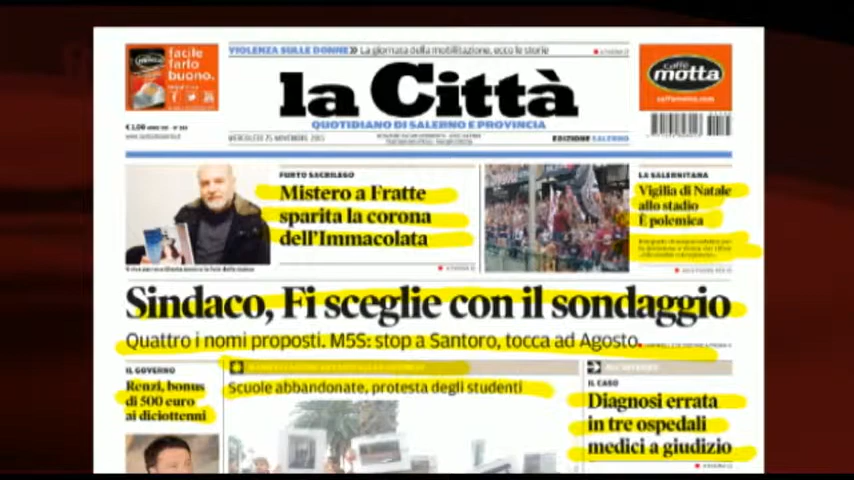 facile
farlo
buono.
motta
VIOLENZA SULLE DONNE» La giornata della mobilitazione, ecco le storie
Caffè
motta
la Città
QUOTIDIANO DI SALERNO E PROVINCIA
€ 1,00
MERCOLEDÌ 25 NOVEMBRE 2015
EDIZIONE SALERNO
FURTO SACRILEGO
Mistero a Fratte
sparita la corona
dell'Immacolata
LA SALERNITANA
Vigilia di Natale
allo stadio
È polemica
Sindaco, Fi sceglie con il sondaggio
Quattro i nomi proposti. M5S: stop a Santoro, tocca ad Agosto
IL GOVERNO
Renzi, bonus
di 500 euro
ai diciottenni
Scuole abbandonate, protesta degli studenti
IL CASO
Diagnosi errata
in tre ospedali
medici a giudizio